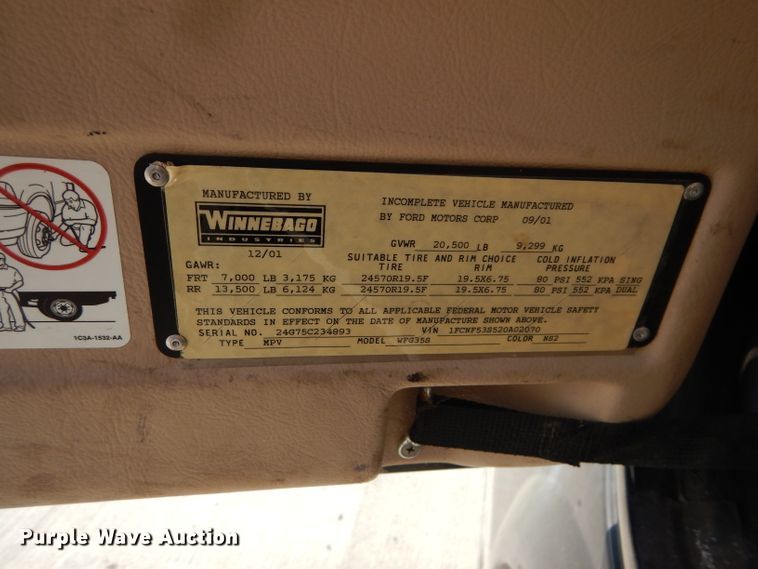 MANUFACTURED BY
WINNEBAGO
INDUSTRIES
12/01
INCOMPLETE VEHICLE MANUFACTURED
BY FORD MOTORS CORP 09/01
GVWR 20,500 LB 9,299 KG
GAWR: SUITABLE TIRE AND RIM CHOICE COLD INFLATION
TIRE RIM PRESSURE
FRT 7,000 LB 3,175 KG 24570R19.5F 19.5X6.75 80 PSI 552 KPA SING
RR 13,500 LB 6,124 KG 24570R19.5F 19.5X6.75 80 PSI 552 KPA DUAL
THIS VEHICLE CONFORMS TO ALL APPLICABLE FEDERAL MOTOR VEHICLE SAFETY
STANDARDS IN EFFECT ON THE DATE OF MANUFACTURE SHOWN ABOVE.
SERIAL NO. 24G75C234893 VIN 1FCNF53S520A02070
TYPE MPV MODEL WFG35S COLOR N82
1C3A-1532-AA
Purple Wave Auction